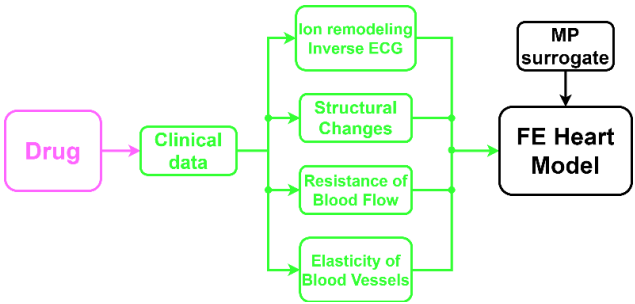 Drug
Clinical
data
Ion remodeling
Inverse ECG
Structural
Changes
Resistance of
Blood Flow
Elasticity of
Blood Vessels
MP
surrogate
FE Heart
Model